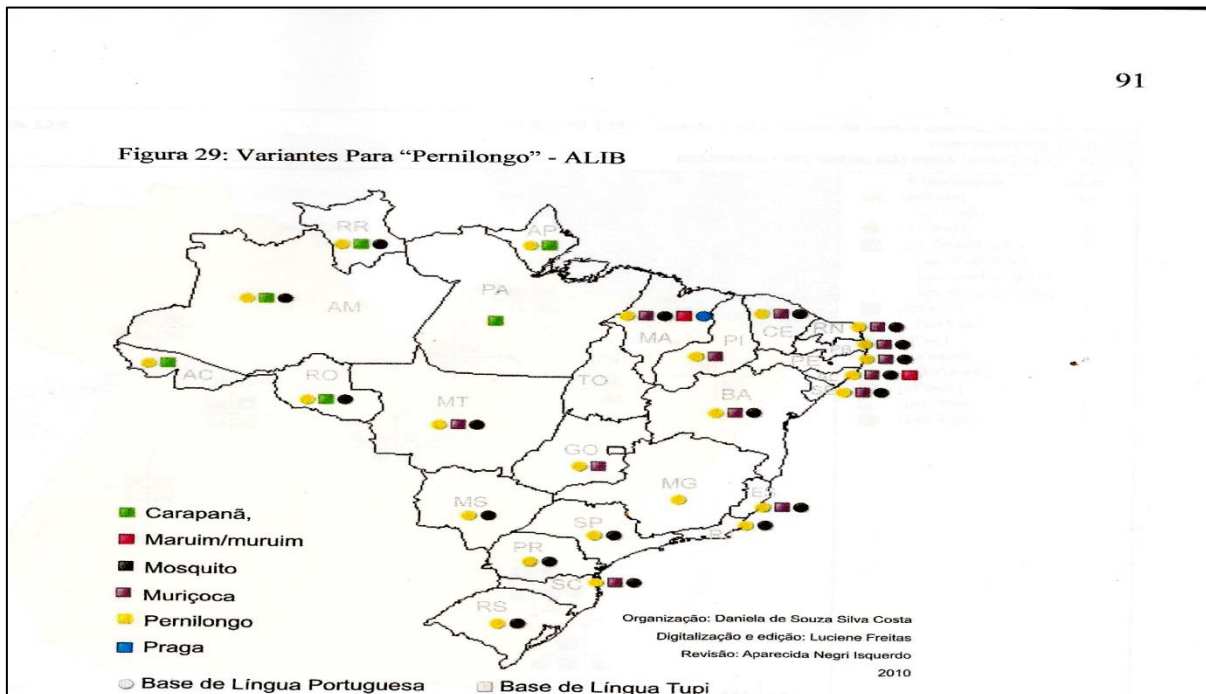 91
Figura 29: Variantes Para “Pernilongo” - ALIB
RR
AP
AM
PA
MA
PI
CE
RN
PB
PE
AC
RO
TO
MT
BA
GO
MG
ES
MS
SP
PR
SC
RS
Carapanã,
Maruim/muruim
Mosquito
Muriçoca
Pernilongo
Praga
Organização: Daniela de Souza Silva Costa
Digitalização e edição: Luciene Freitas
Revisão: Aparecida Negri Isquerdo
2010
Base de Língua Portuguesa Base de Língua Tupi